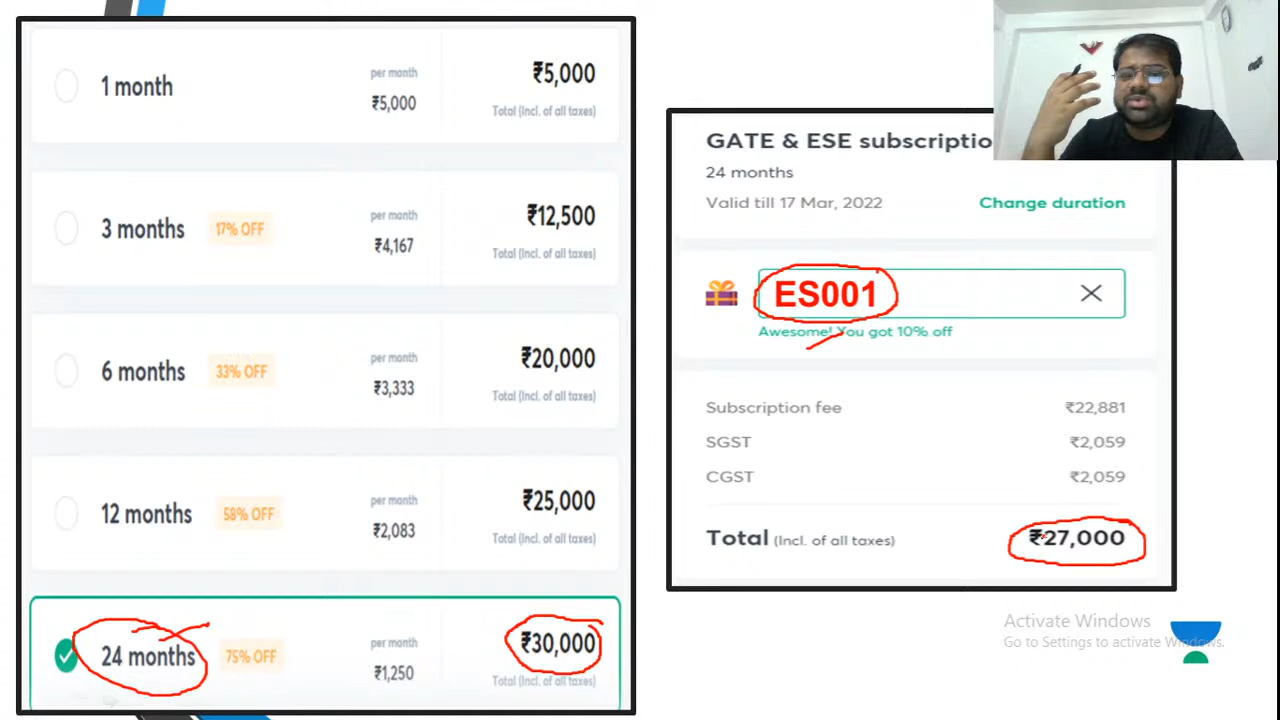 1 month
per month
₹5,000
₹5,000
Total (Incl. of all taxes)
3 months
17% OFF
per month
₹4,167
₹12,500
Total (Incl. of all taxes)
6 months
33% OFF
per month
₹3,333
₹20,000
Total (Incl. of all taxes)
12 months
58% OFF
per month
₹2,083
₹25,000
Total (Incl. of all taxes)
24 months
75% OFF
per month
₹1,250
₹30,000
Total (Incl. of all taxes)
GATE & ESE subscriptio
24 months
Valid till 17 Mar, 2022
Change duration
ES001
Awesome! You got 10% off
Subscription fee
₹22,881
SGST
₹2,059
CGST
₹2,059
Total (Incl. of all taxes)
₹27,000
Activate Windows
Go to Settings to activate Windows.